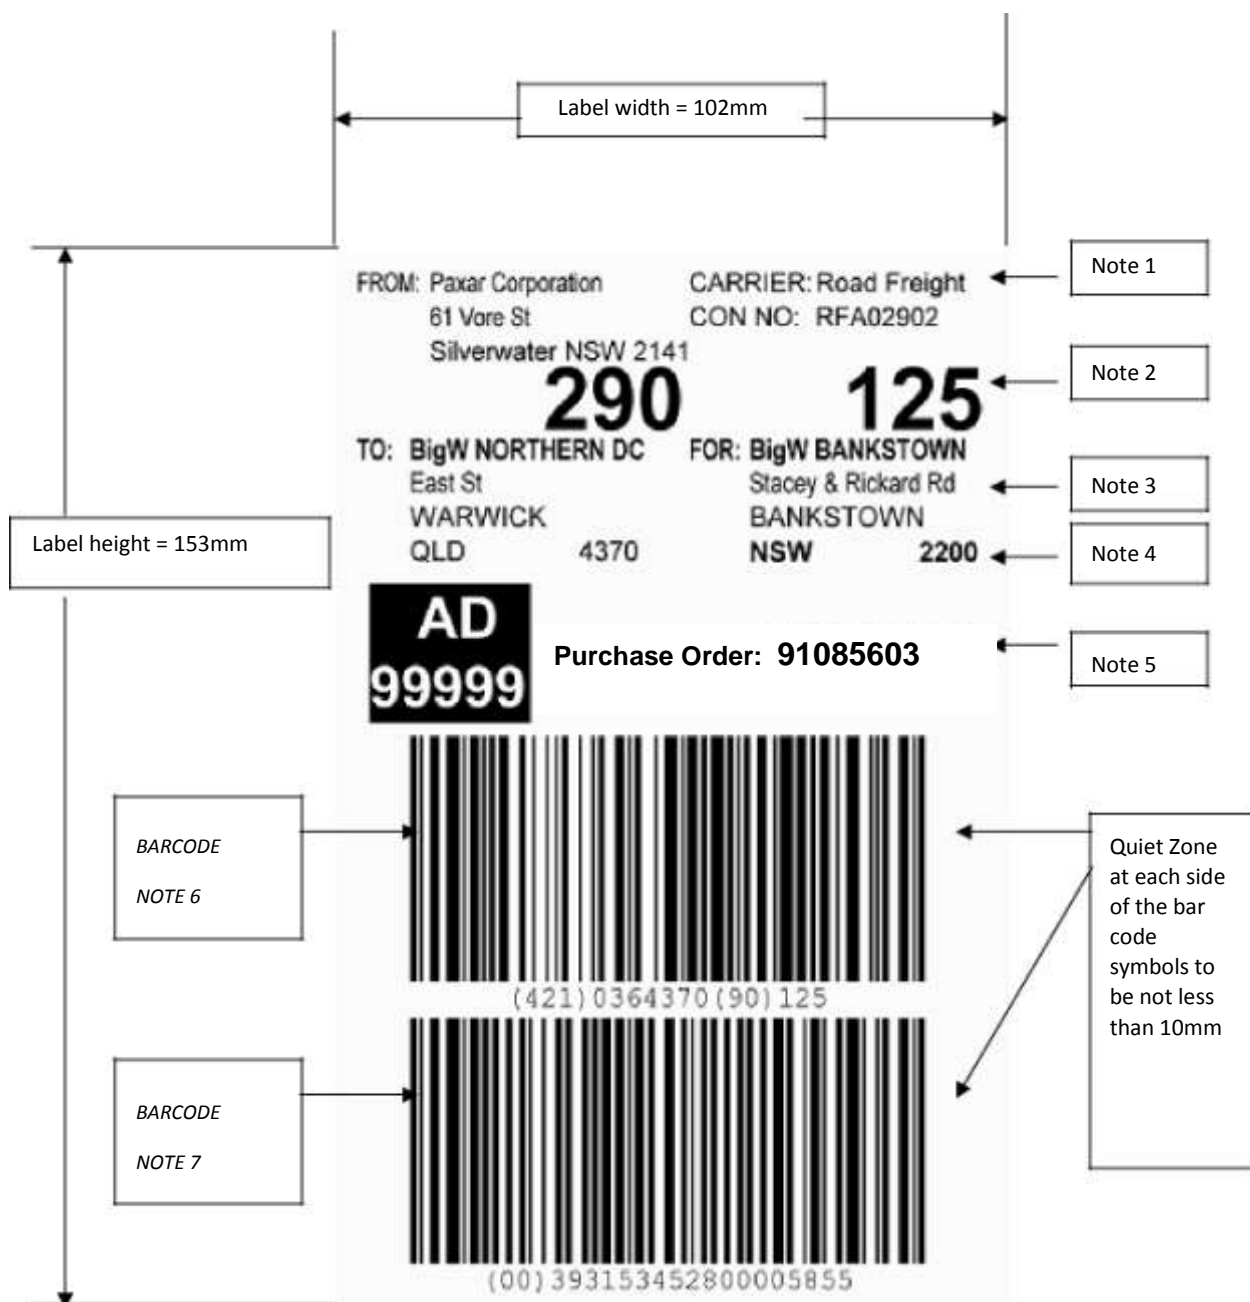 Label width = 102mm
FROM: Paxar Corporation
61 Vore St
Silverwater NSW 2141
CARRIER: Road Freight
CON NO: RFA02902
Note 1
290
125
Note 2
TO: BigW NORTHERN DC
East St
WARWICK
QLD 4370
FOR: BigW BANKSTOWN
Stacey & Rickard Rd
BANKSTOWN
NSW 2200
Note 3
Note 4
Label height = 153mm
AD
99999
Purchase Order: 91085603
Note 5
BARCODE
NOTE 6
(421)0364370(90)125
Quiet Zone
at each side
of the bar
code
symbols to
be not less
than 10mm
BARCODE
NOTE 7
(00)393153452800005855